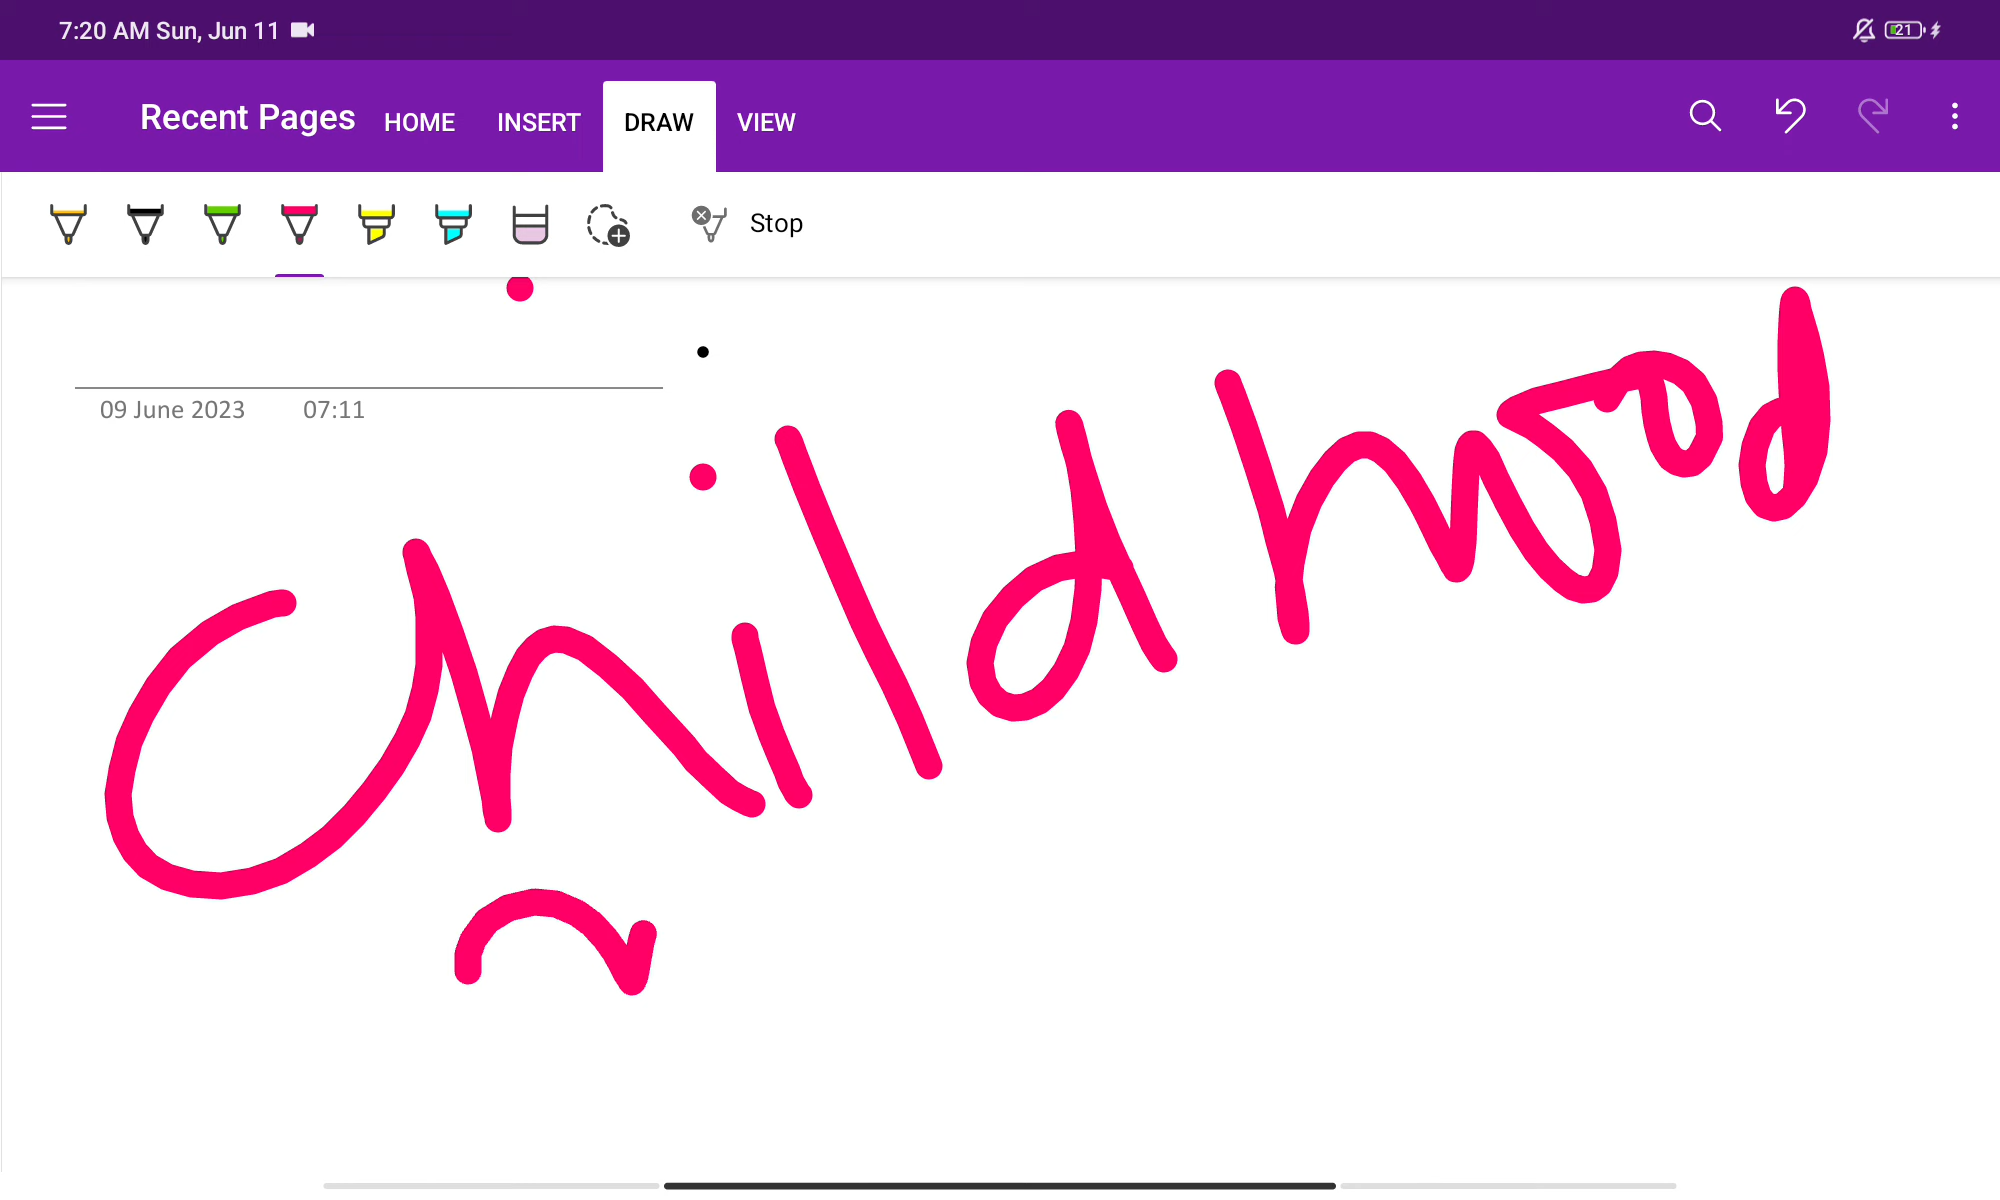 7:20 AM Sun, Jun 11 21
Recent Pages HOME INSERT DRAW VIEW
Stop
09 June 2023 07:11
Childhood